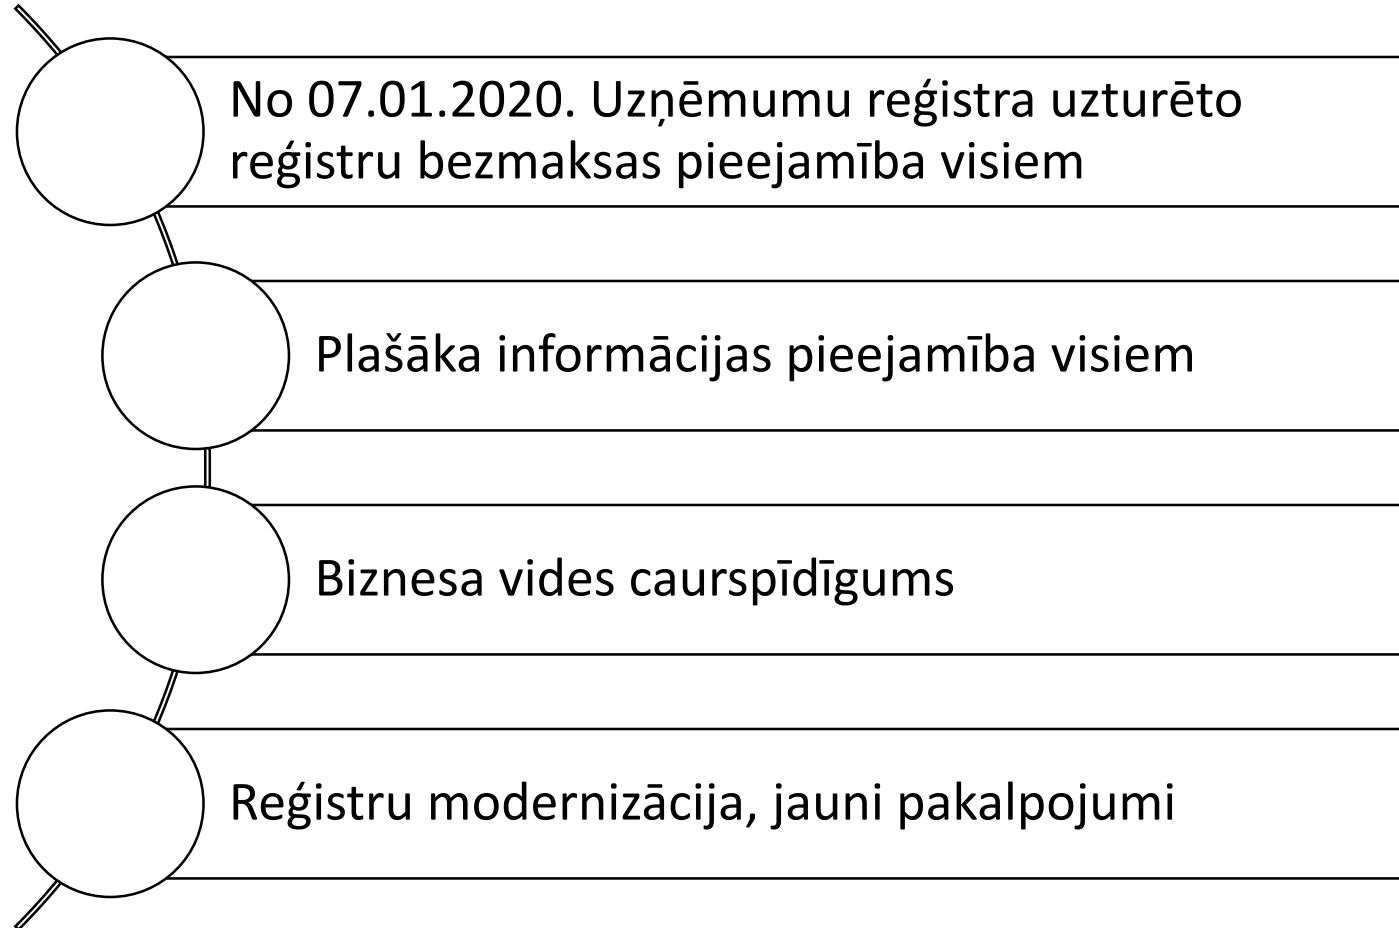 No 07.01.2020. Uzņēmumu reģistra uzturēto
reģistru bezmaksas pieejamība visiem
Plašāka informācijas pieejamība visiem
Biznesa vides caurspīdīgums
Reģistru modernizācija, jauni pakalpojumi